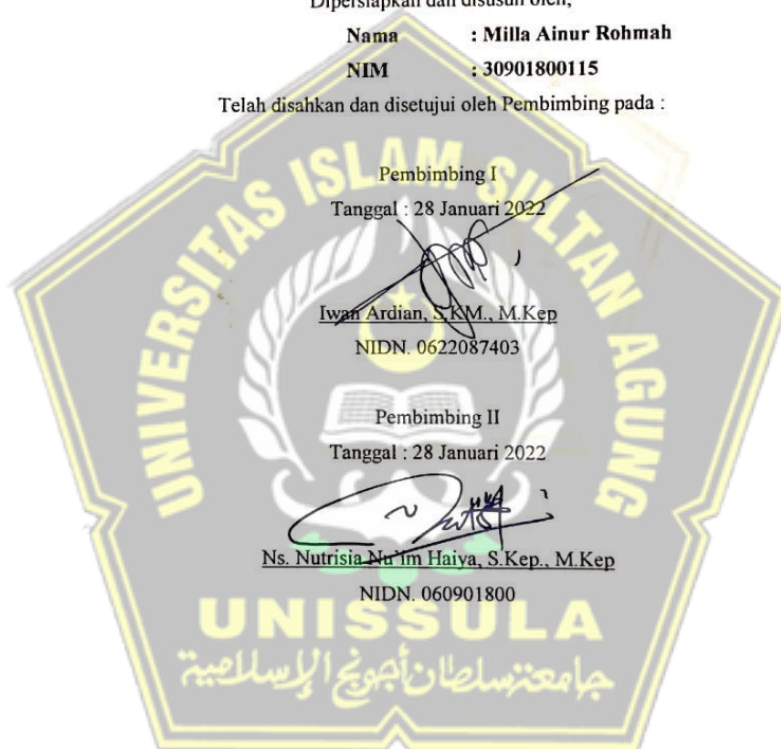 Dipersiapkan dan disusun oleh,
Nama : Milla Ainur Rohmah
NIM : 30901800115
Telah disahkan dan disetujui oleh Pembimbing pada :
UNIVERSITAS ISLAM SULTAN AGUNG
Pembimbing I
Tanggal : 28 Januari 2022
Iwan Ardian, S.KM., M.Kep
NIDN. 0622087403
Pembimbing II
Tanggal : 28 Januari 2022
Ns. Nutrisia Nu'im Haiya, S.Kep., M.Kep
NIDN. 060901800
UNISSULA
جامعة سلطان أجونج الإسلامية